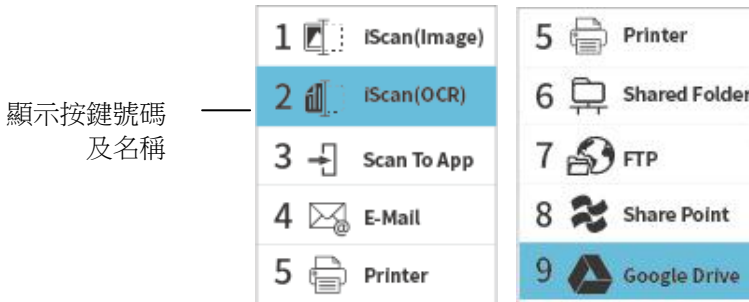 顯示按鍵號碼
及名稱
1 iScan(Image)
2 iScan(OCR)
3 Scan To App
4 E-Mail
5 Printer
5 Printer
6 Shared Folder
7 FTP
8 Share Point
9 Google Drive